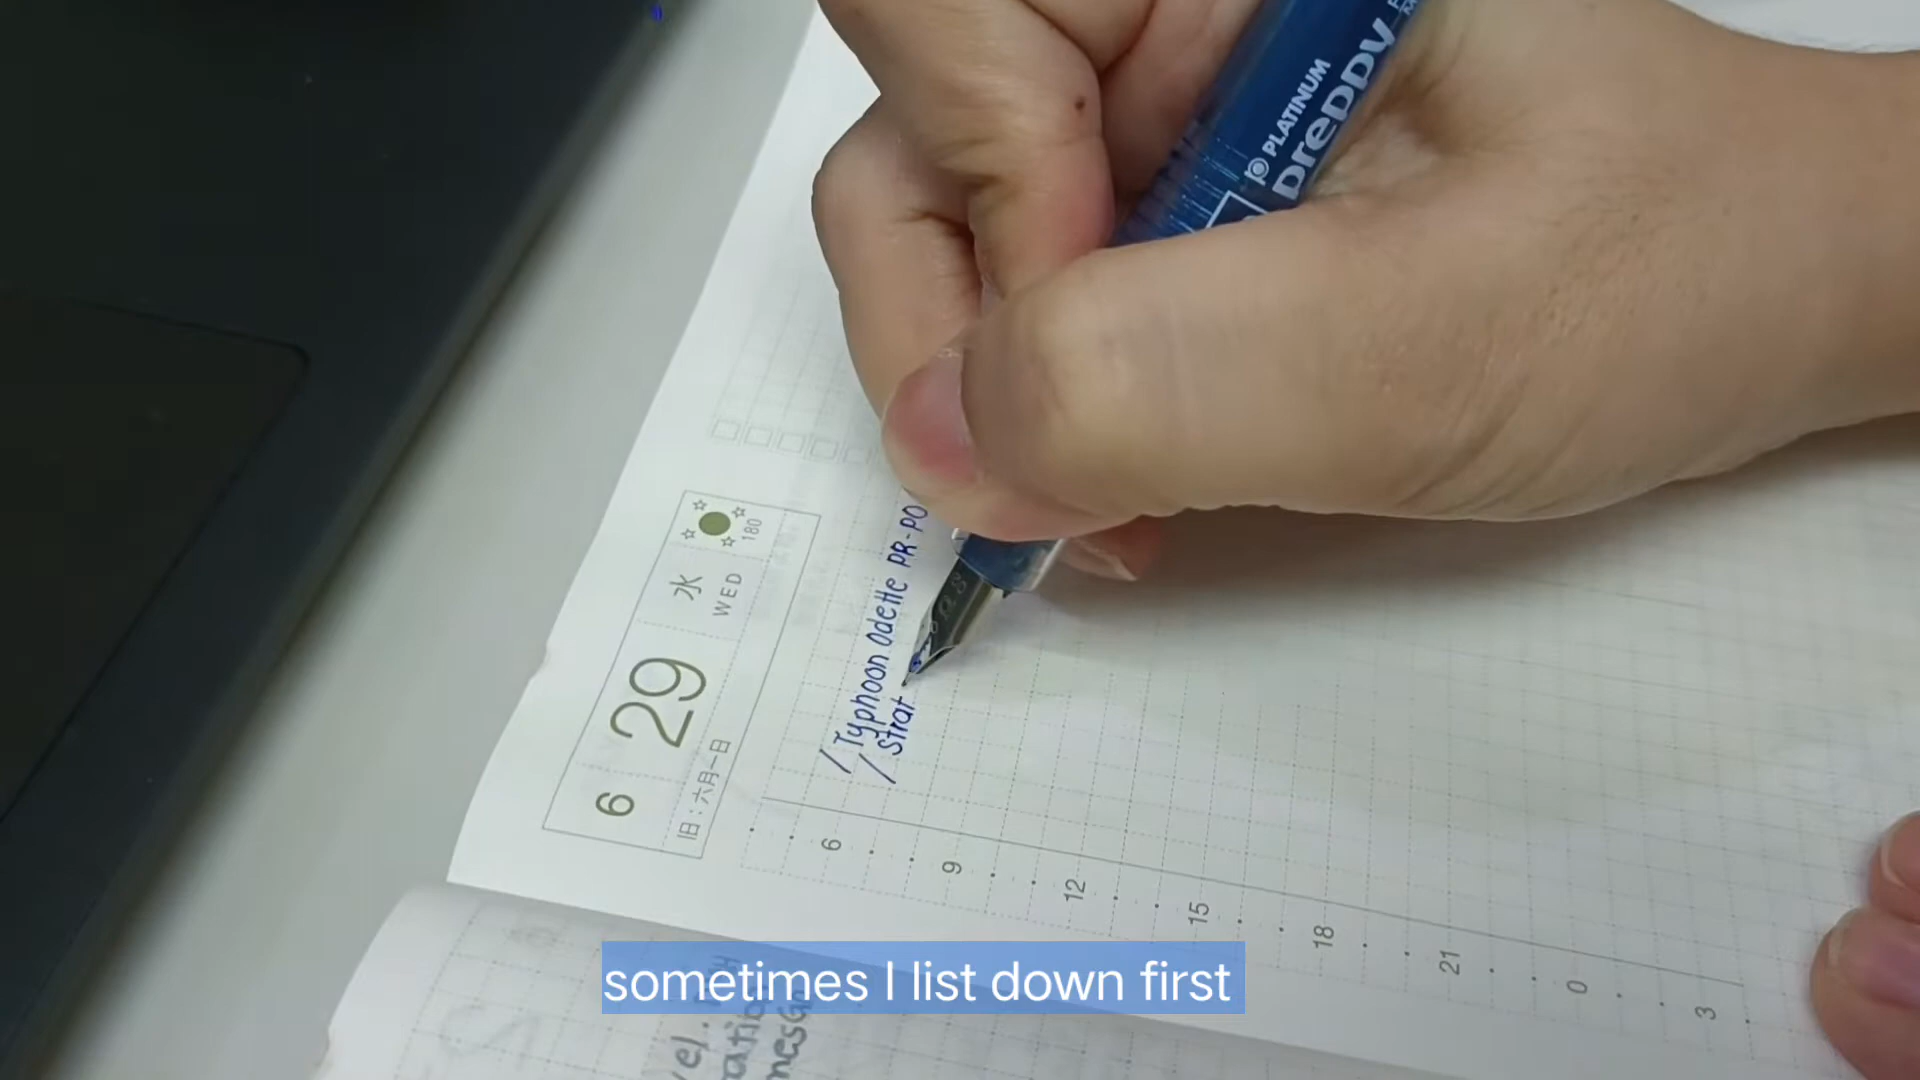 PLATINUM
Preppy
6 29 水
WED
180
旧:六月一日
/ Typhoon Odette PR-PO
/ Strat
6
9
12
15
18
21
0
3
sometimes I list down first